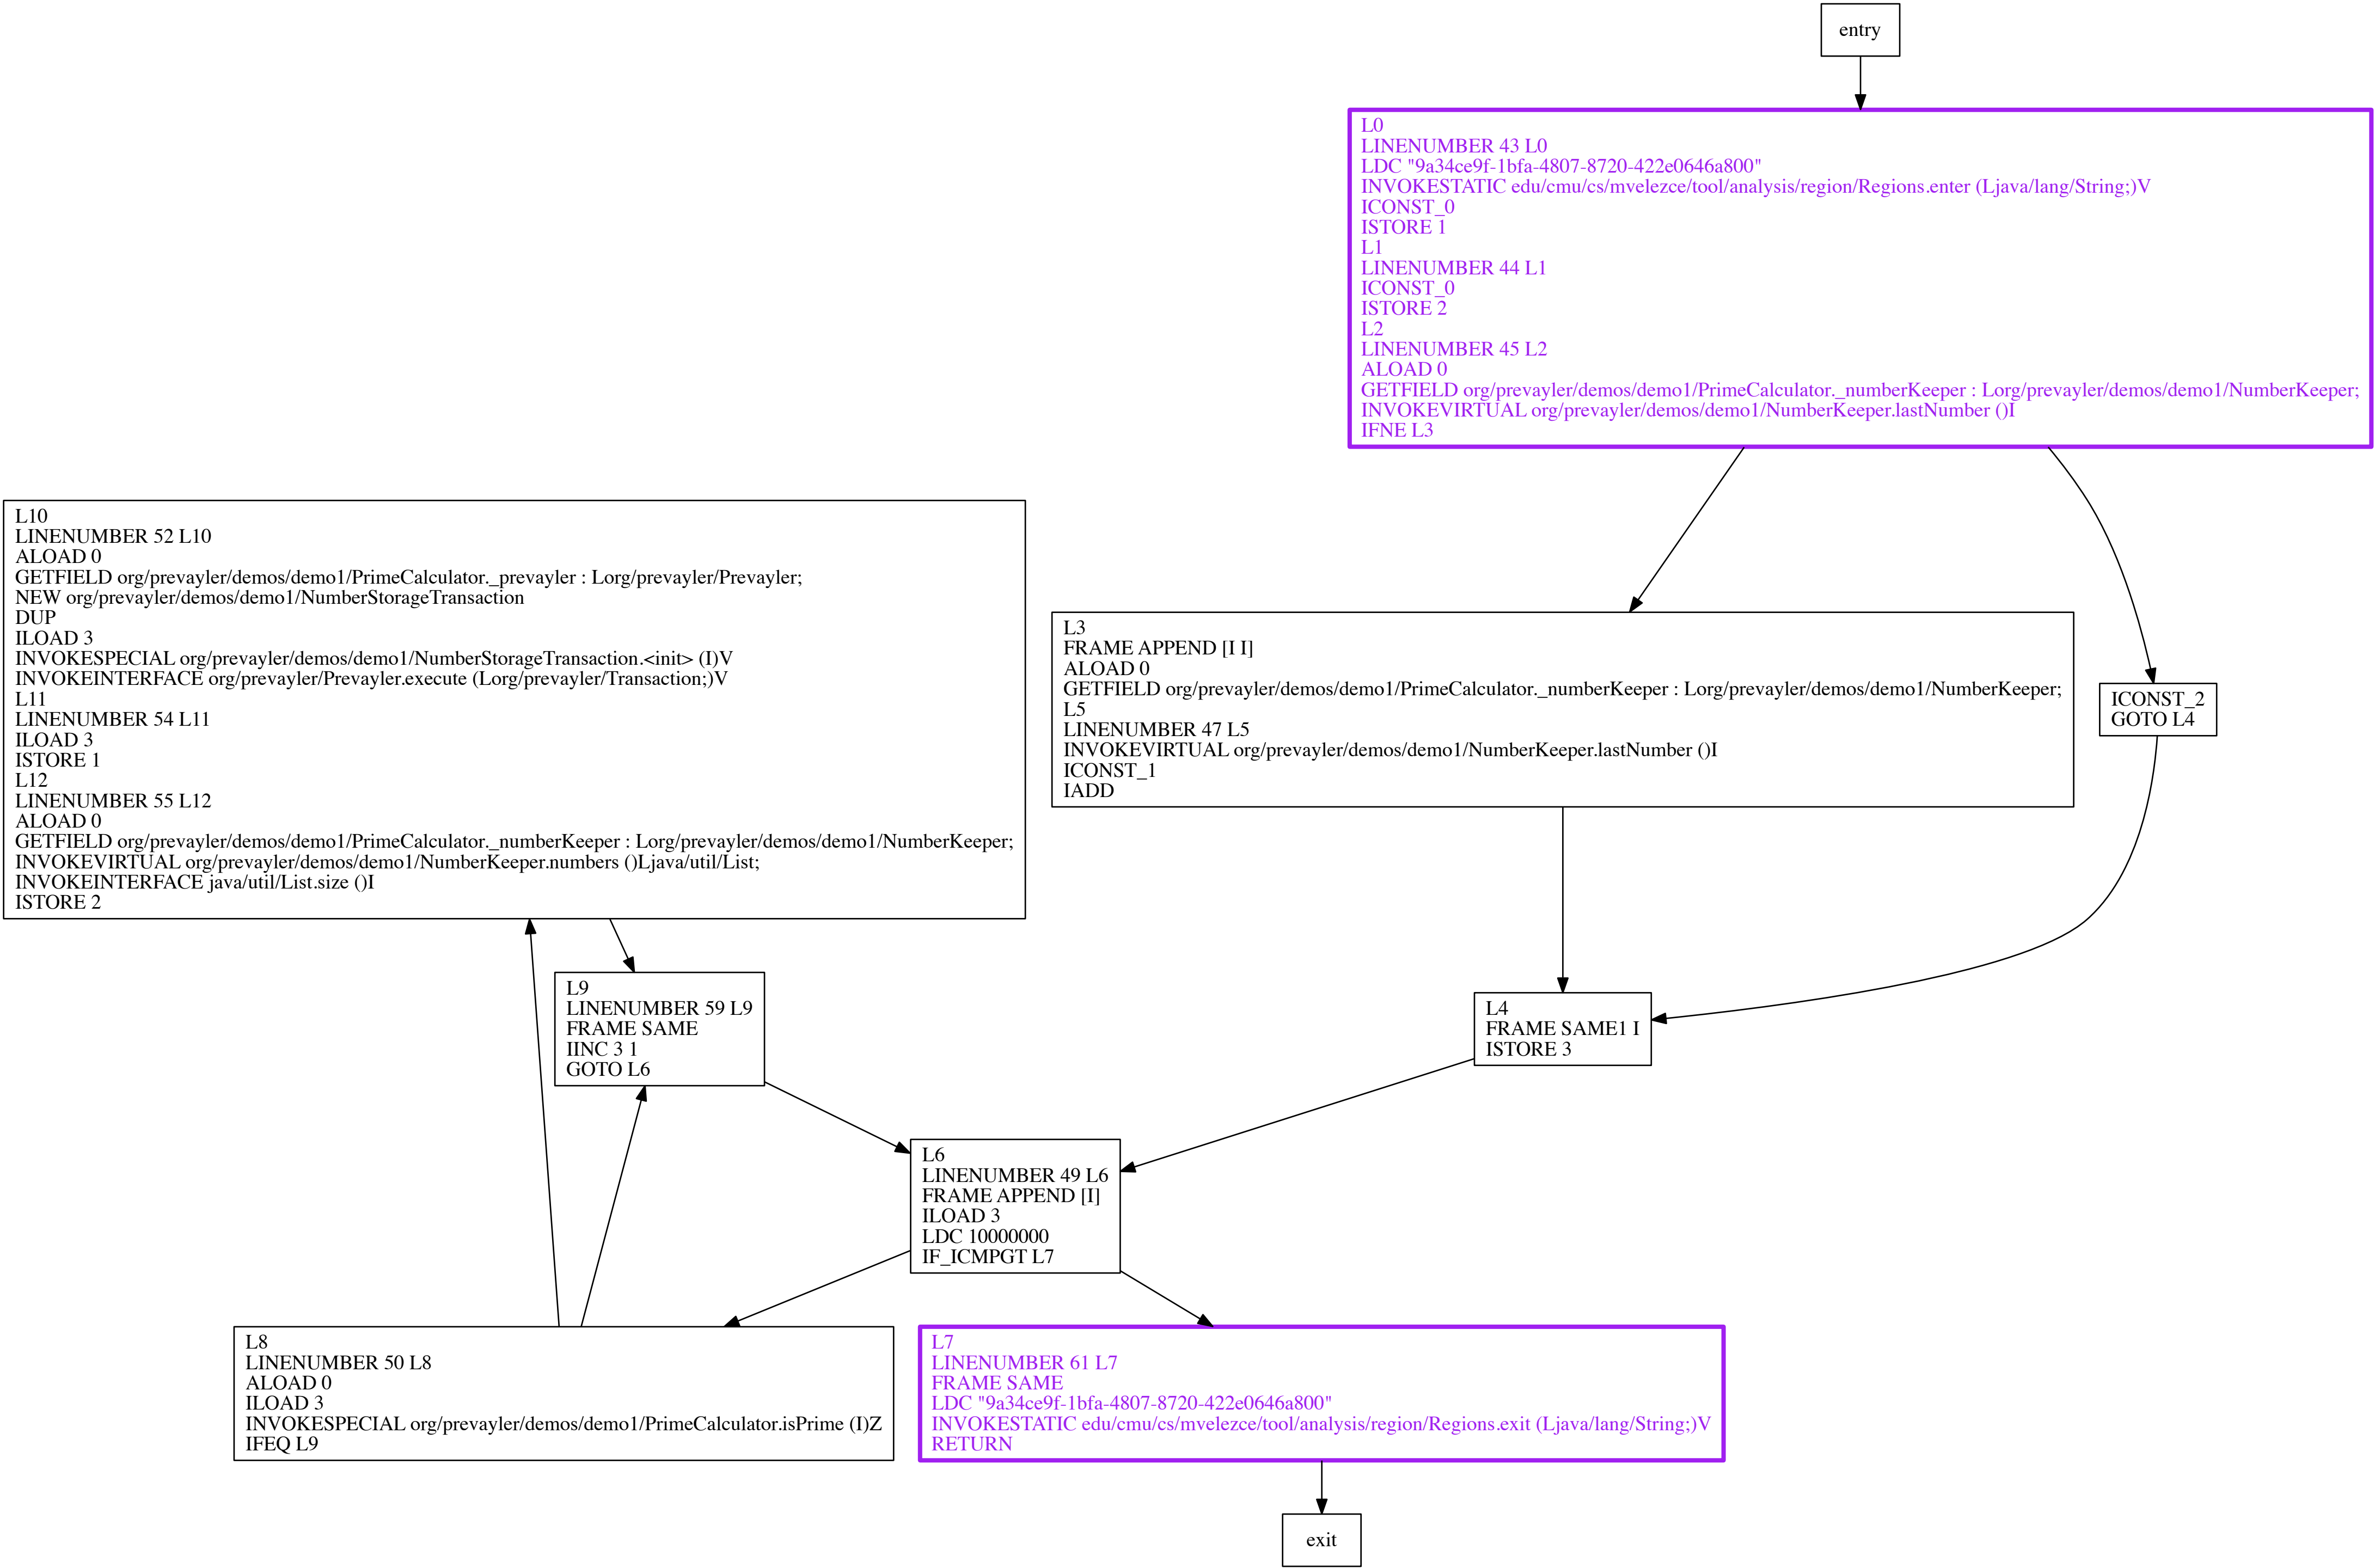 entry
L0
LINENUMBER 43 L0
LDC "9a34ce9f-1bfa-4807-8720-422e0646a800"
INVOKESTATIC edu/cmu/cs/mvelezce/tool/analysis/region/Regions.enter (Ljava/lang/String;)V
ICONST_0
ISTORE 1
L1
LINENUMBER 44 L1
ICONST_0
ISTORE 2
L2
LINENUMBER 45 L2
ALOAD 0
GETFIELD org/prevayler/demos/demo1/PrimeCalculator._numberKeeper : Lorg/prevayler/demos/demo1/NumberKeeper;
INVOKEVIRTUAL org/prevayler/demos/demo1/NumberKeeper.lastNumber ()I
IFNE L3
L10
LINENUMBER 52 L10
ALOAD 0
GETFIELD org/prevayler/demos/demo1/PrimeCalculator._prevayler : Lorg/prevayler/Prevayler;
NEW org/prevayler/demos/demo1/NumberStorageTransaction
DUP
ILOAD 3
INVOKESPECIAL org/prevayler/demos/demo1/NumberStorageTransaction.<init> (I)V
INVOKEINTERFACE org/prevayler/Prevayler.execute (Lorg/prevayler/Transaction;)V
L11
LINENUMBER 54 L11
ILOAD 3
ISTORE 1
L12
LINENUMBER 55 L12
ALOAD 0
GETFIELD org/prevayler/demos/demo1/PrimeCalculator._numberKeeper : Lorg/prevayler/demos/demo1/NumberKeeper;
INVOKEVIRTUAL org/prevayler/demos/demo1/NumberKeeper.numbers ()Ljava/util/List;
INVOKEINTERFACE java/util/List.size ()I
ISTORE 2
L3
FRAME APPEND [I I]
ALOAD 0
GETFIELD org/prevayler/demos/demo1/PrimeCalculator._numberKeeper : Lorg/prevayler/demos/demo1/NumberKeeper;
L5
LINENUMBER 47 L5
INVOKEVIRTUAL org/prevayler/demos/demo1/NumberKeeper.lastNumber ()I
ICONST_1
IADD
ICONST_2
GOTO L4
L9
LINENUMBER 59 L9
FRAME SAME
IINC 3 1
GOTO L6
L4
FRAME SAME1 I
ISTORE 3
L6
LINENUMBER 49 L6
FRAME APPEND [I]
ILOAD 3
LDC 10000000
IF_ICMPGT L7
L8
LINENUMBER 50 L8
ALOAD 0
ILOAD 3
INVOKESPECIAL org/prevayler/demos/demo1/PrimeCalculator.isPrime (I)Z
IFEQ L9
L7
LINENUMBER 61 L7
FRAME SAME
LDC "9a34ce9f-1bfa-4807-8720-422e0646a800"
INVOKESTATIC edu/cmu/cs/mvelezce/tool/analysis/region/Regions.exit (Ljava/lang/String;)V
RETURN
exit